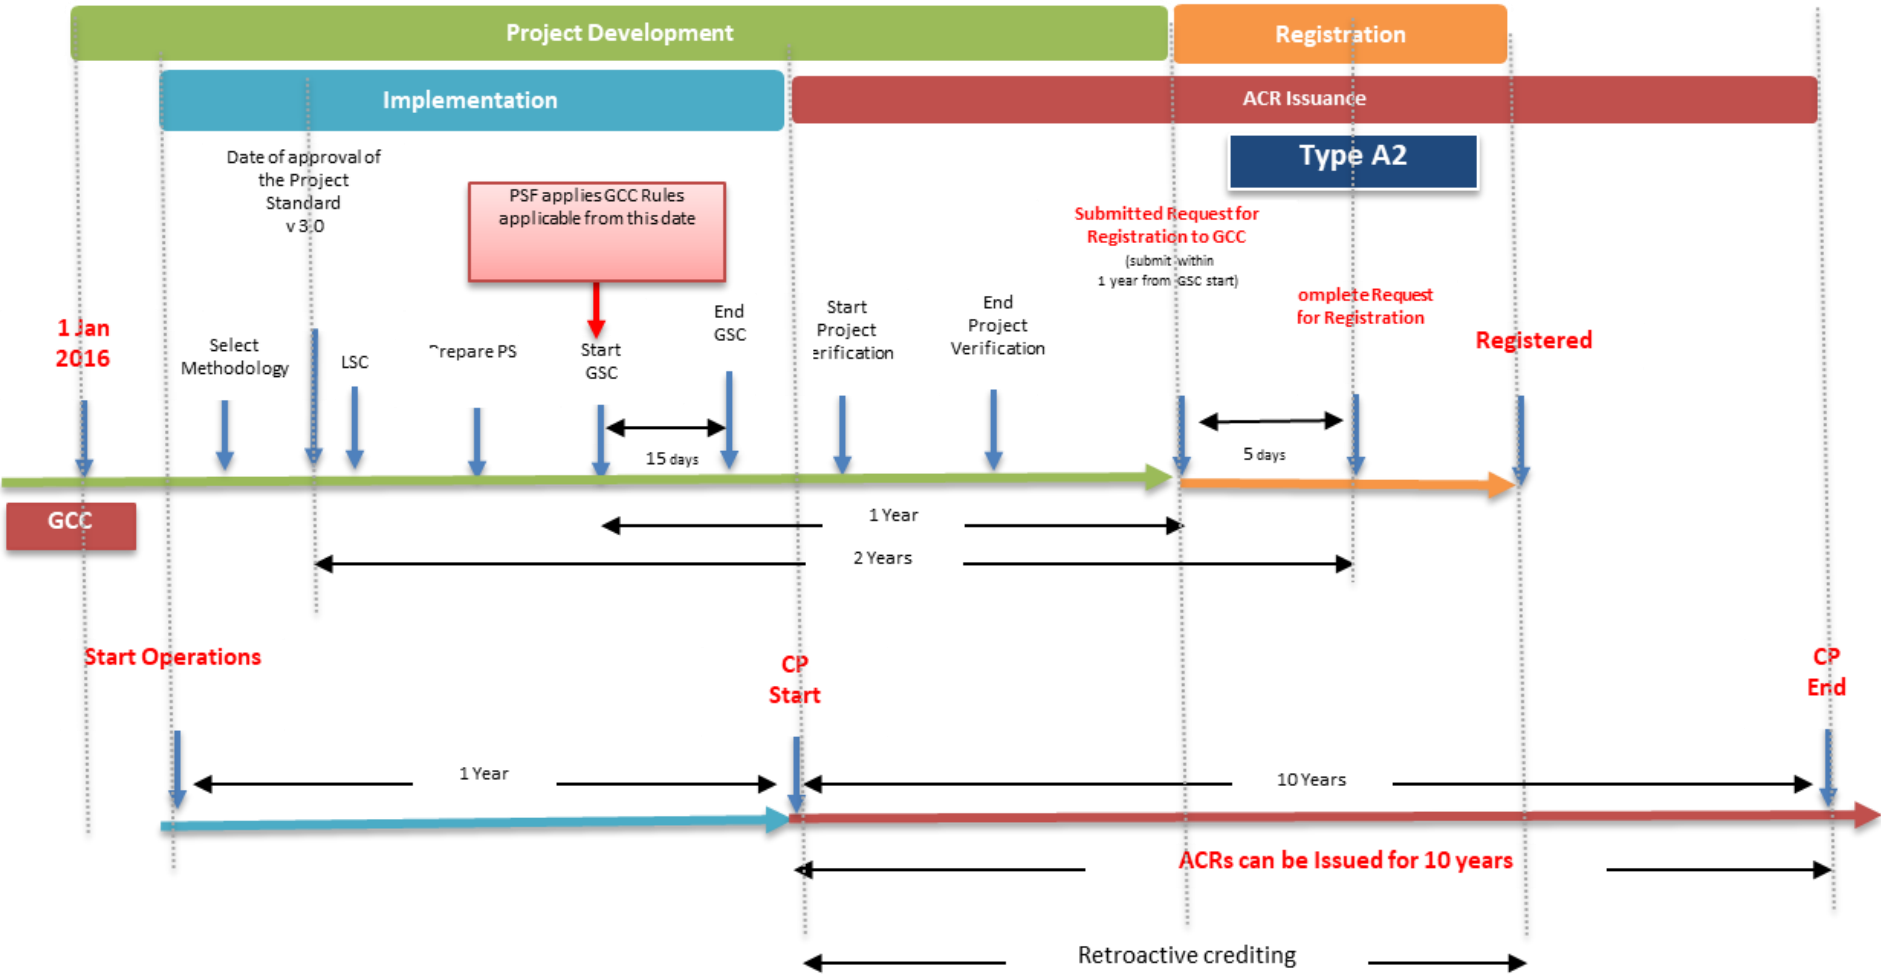 Project Development
Registration
Implementation
ACR Issuance
Type A2
Date of approval of
the Project
Standard
v 3.0
PSF applies GCC Rules
applicable from this date
Submitted Request for
Registration to GCC
(submit within
1 year from GSC start)
omplete Request
for Registration
Registered
1 Jan
2016
Select
Methodology
LSC
Prepare PS
Start
GSC
End
GSC
Start
Project
erification
End
Project
Verification
15 days
5 days
GCC
1 Year
2 Years
Start Operations
CP
Start
CP
End
1 Year
10 Years
ACRs can be Issued for 10 years
Retroactive crediting